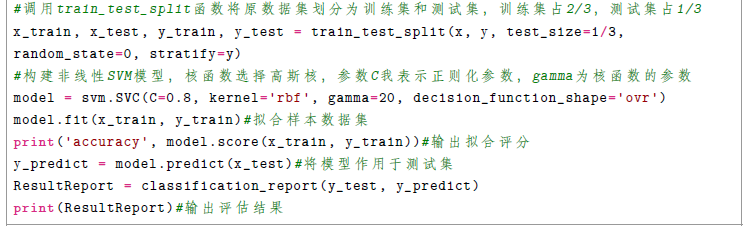 #调用train_test_split函数将原数据集划分为训练集和测试集，训练集占2/3，测试集占1/3
x_train, x_test, y_train, y_test = train_test_split(x, y, test_size=1/3,
random_state=0, stratify=y)
#构建非线性SVM模型，核函数选择高斯核，参数C我表示正则化参数，gamma为核函数的参数
model = svm.SVC(C=0.8, kernel='rbf', gamma=20, decision_function_shape='ovr')
model.fit(x_train, y_train)#拟合样本数据集
print('accuracy', model.score(x_train, y_train))#输出拟合评分
y_predict = model.predict(x_test)#将模型作用于测试集
ResultReport = classification_report(y_test, y_predict)
print(ResultReport)#输出评估结果